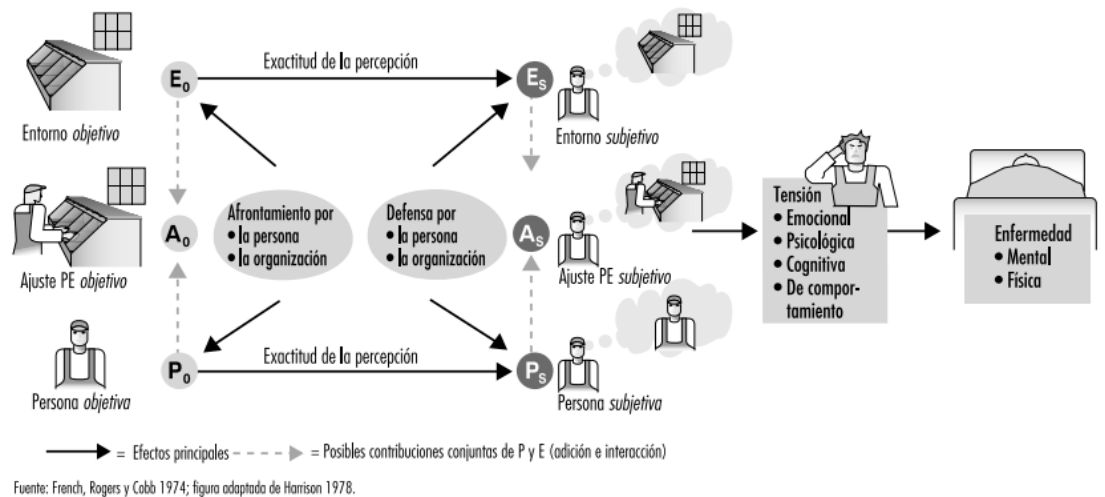 Exactitud de la percepción
E₀
Eₛ
Entorno objetivo
Entorno subjetivo
Afrontamiento por
• la persona
• la organización
Defensa por
• la persona
• la organización
A₀
Aₛ
Ajuste PE objetivo
Ajuste PE subjetivo
Tensión
• Emocional
• Psicológica
• Cognitiva
• De compor-
tamiento
Enfermedad
• Mental
• Física
Exactitud de la percepción
P₀
Pₛ
Persona objetiva
Persona subjetiva
= Efectos principales
= Posibles contribuciones conjuntas de P y E (adición e interacción)
Fuente: French, Rogers y Cobb 1974; figura adaptada de Harrison 1978.